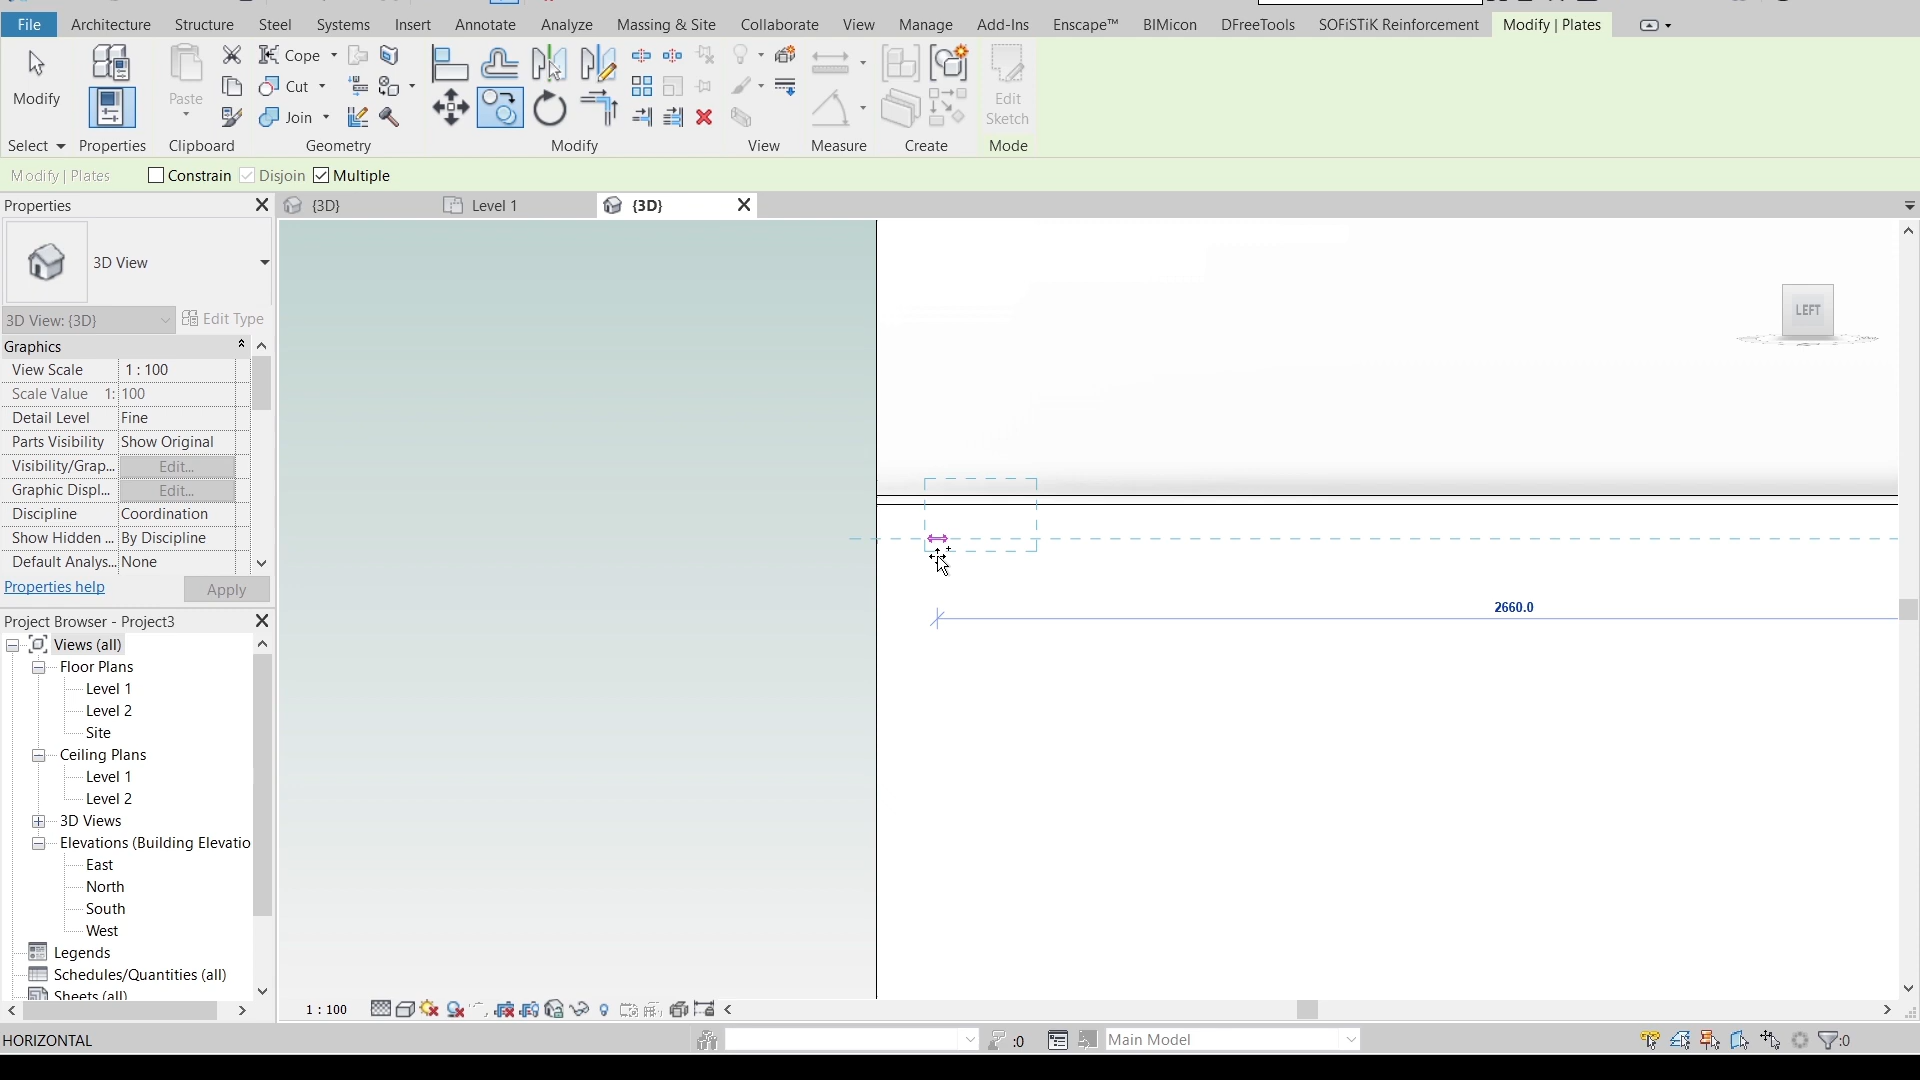 File Architecture Structure Steel Systems Insert Annotate Analyze Massing & Site Collaborate View Manage Add-Ins Enscape™ BIMicon DFreeTools SOFiSTiK Reinforcement Modify | Plates
Modify
Paste
Cope
Cut
Join
Edit
Sketch
Select Properties Clipboard Geometry Modify View Measure Create Mode
Modify | Plates Constrain Disjoin Multiple
Properties
{3D} Level 1 {3D}
3D View
3D View: {3D} Edit Type
Graphics
View Scale 1 : 100
Scale Value 1: 100
Detail Level Fine
Parts Visibility Show Original
Visibility/Grap... Edit...
Graphic Displ... Edit...
Discipline Coordination
Show Hidden ... By Discipline
Default Analys... None
Properties help Apply
Project Browser - Project3
Views (all)
Floor Plans
Level 1
Level 2
Site
Ceiling Plans
Level 1
Level 2
3D Views
Elevations (Building Elevatio
East
North
South
West
Legends
Schedules/Quantities (all)
Sheets (all)
LEFT
2660.0
1 : 100
HORIZONTAL
:0
Main Model
:0